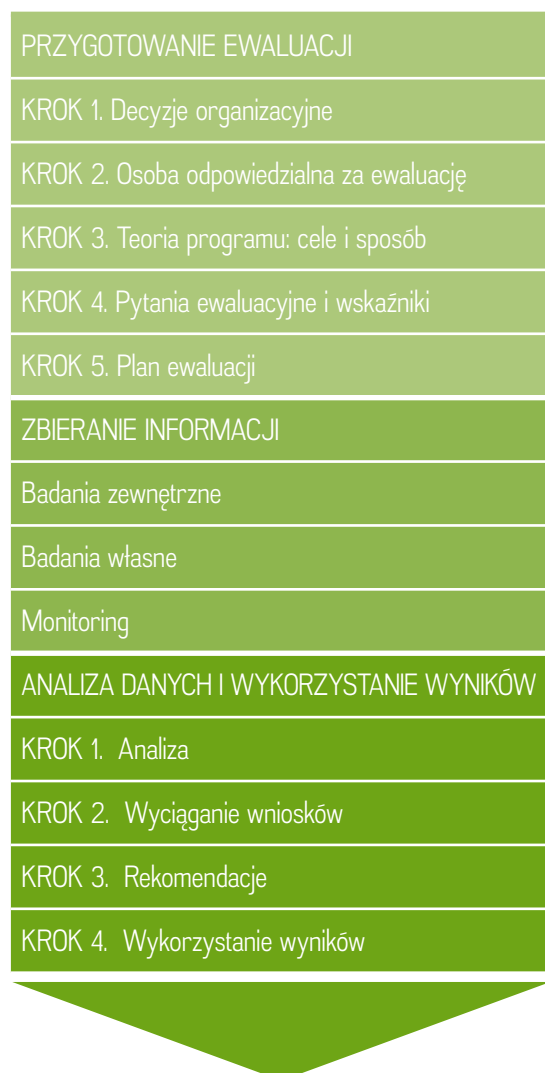 PRZYGOTOWANIE EWALUACJI
KROK 1. Decyzje organizacyjne
KROK 2. Osoba odpowiedzialna za ewaluację
KROK 3. Teoria programu: cele i sposób
KROK 4. Pytania ewaluacyjne i wskaźniki
KROK 5. Plan ewaluacji
ZBIERANIE INFORMACJI
Badania zewnętrzne
Badania własne
Monitoring
ANALIZA DANYCH I WYKORZYSTANIE WYNIKÓW
KROK 1. Analiza
KROK 2. Wyciąganie wniosków
KROK 3. Rekomendacje
KROK 4. Wykorzystanie wyników